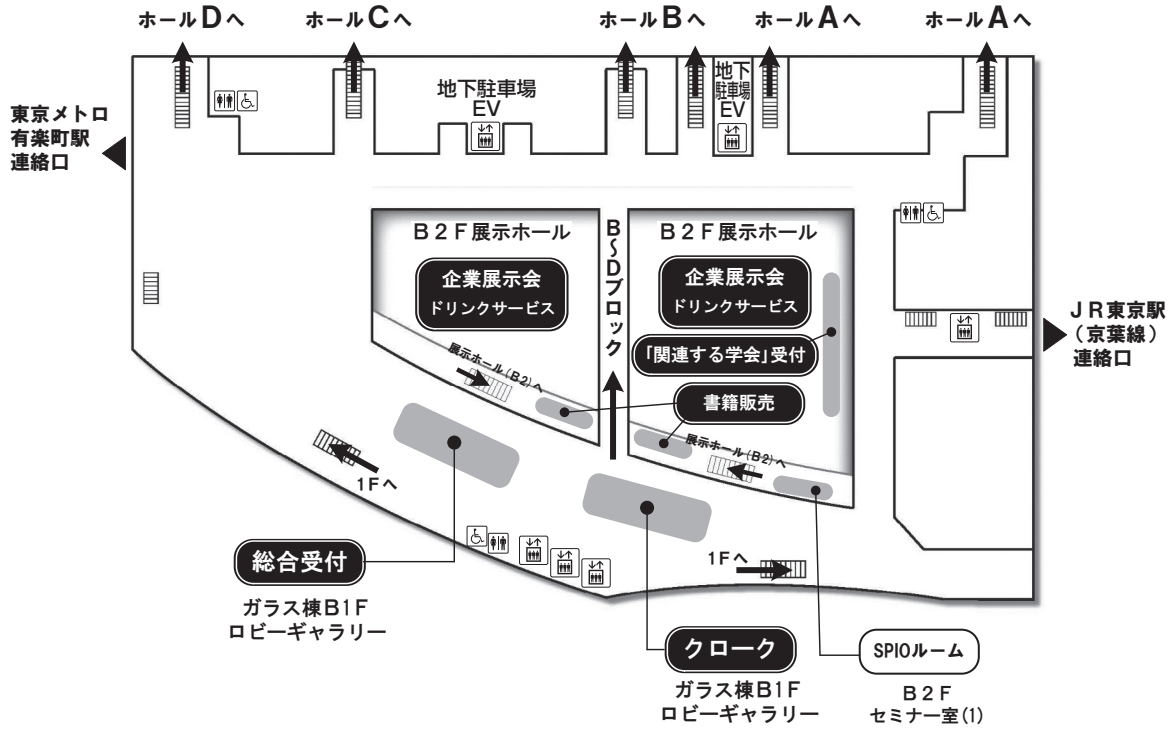 ホールDへ
ホールCへ
ホールBへ
ホールAへ
ホールAへ
東京メトロ
有楽町駅
連絡口
地下駐車場
EV
地下
駐車場
EV
B2F展示ホール
企業展示会
ドリンクサービス
B~Dブロック
B2F展示ホール
企業展示会
ドリンクサービス
「関連する学会」受付
書籍販売
JR東京駅
(京葉線)
連絡口
展示ホール(B2)へ
展示ホール(B2)へ
1Fへ
1Fへ
総合受付
ガラス棟B1F
ロビーギャラリー
クローク
ガラス棟B1F
ロビーギャラリー
SPIOルーム
B2F
セミナー室(1)